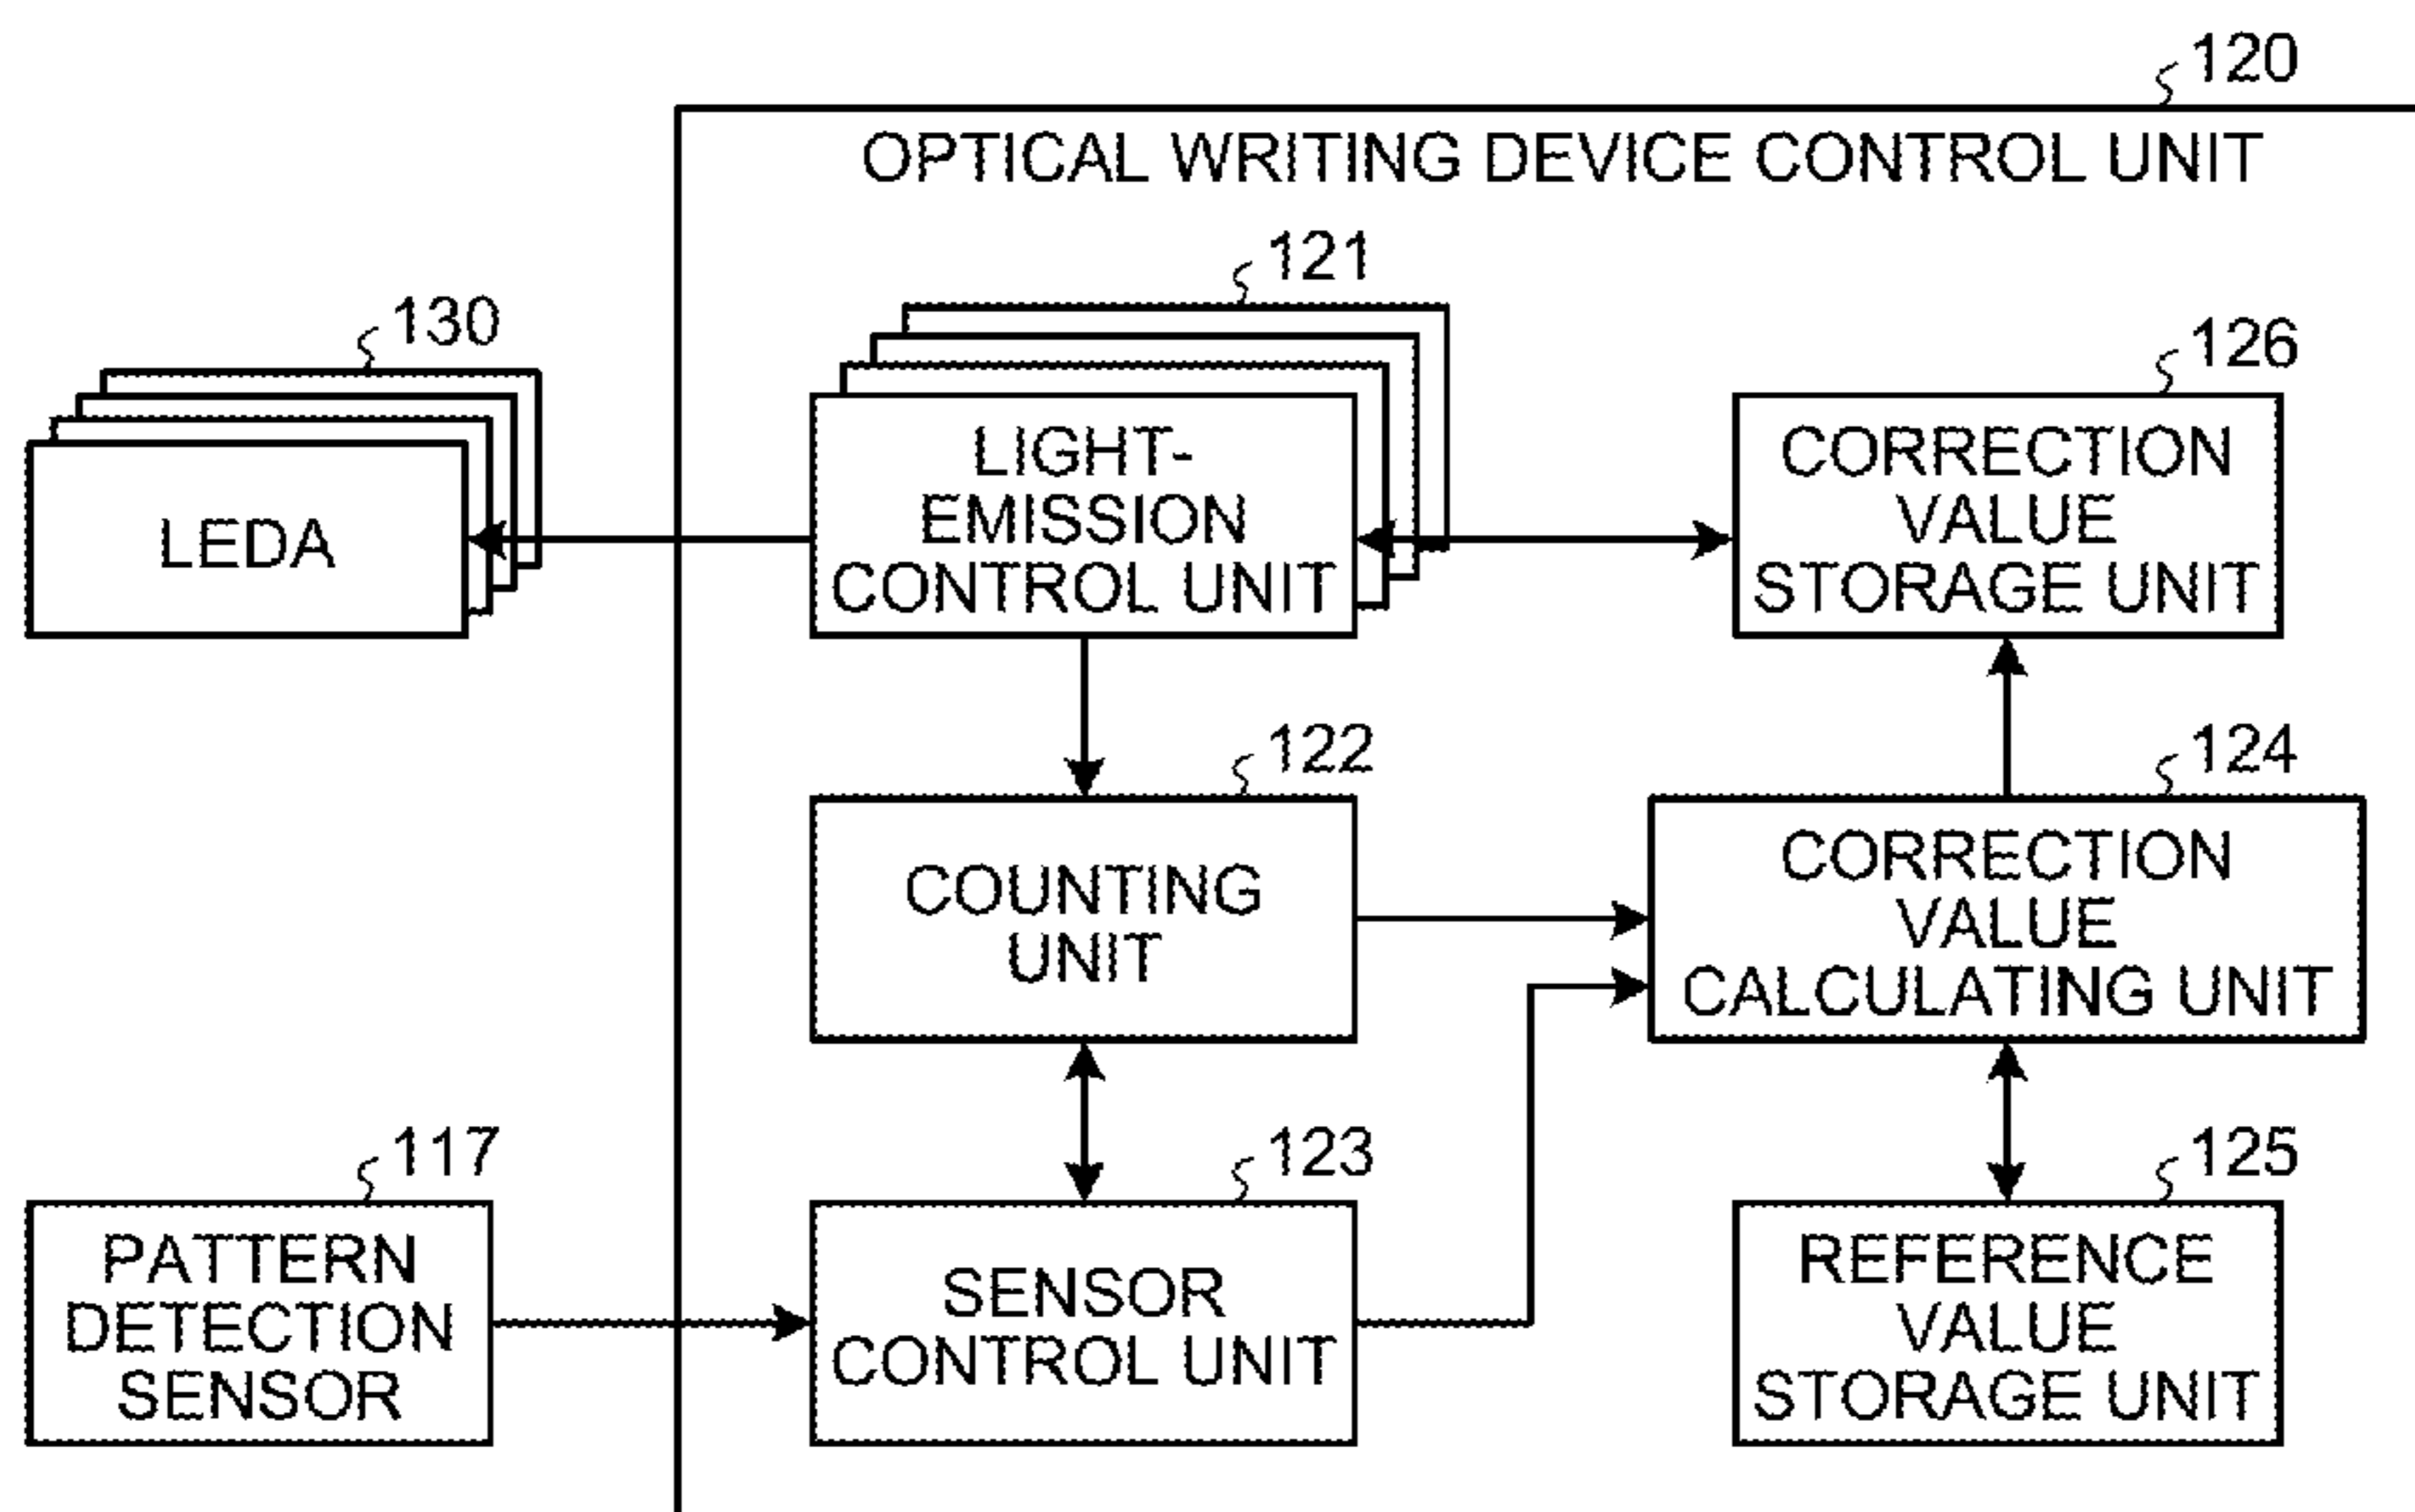 120
OPTICAL WRITING DEVICE CONTROL UNIT
121
130
126
LIGHT-
EMISSION
CONTROL UNIT
CORRECTION
VALUE
STORAGE UNIT
LEDA
122
124
COUNTING
UNIT
CORRECTION
VALUE
CALCULATING UNIT
117
123
125
PATTERN
DETECTION
SENSOR
SENSOR
CONTROL UNIT
REFERENCE
VALUE
STORAGE UNIT